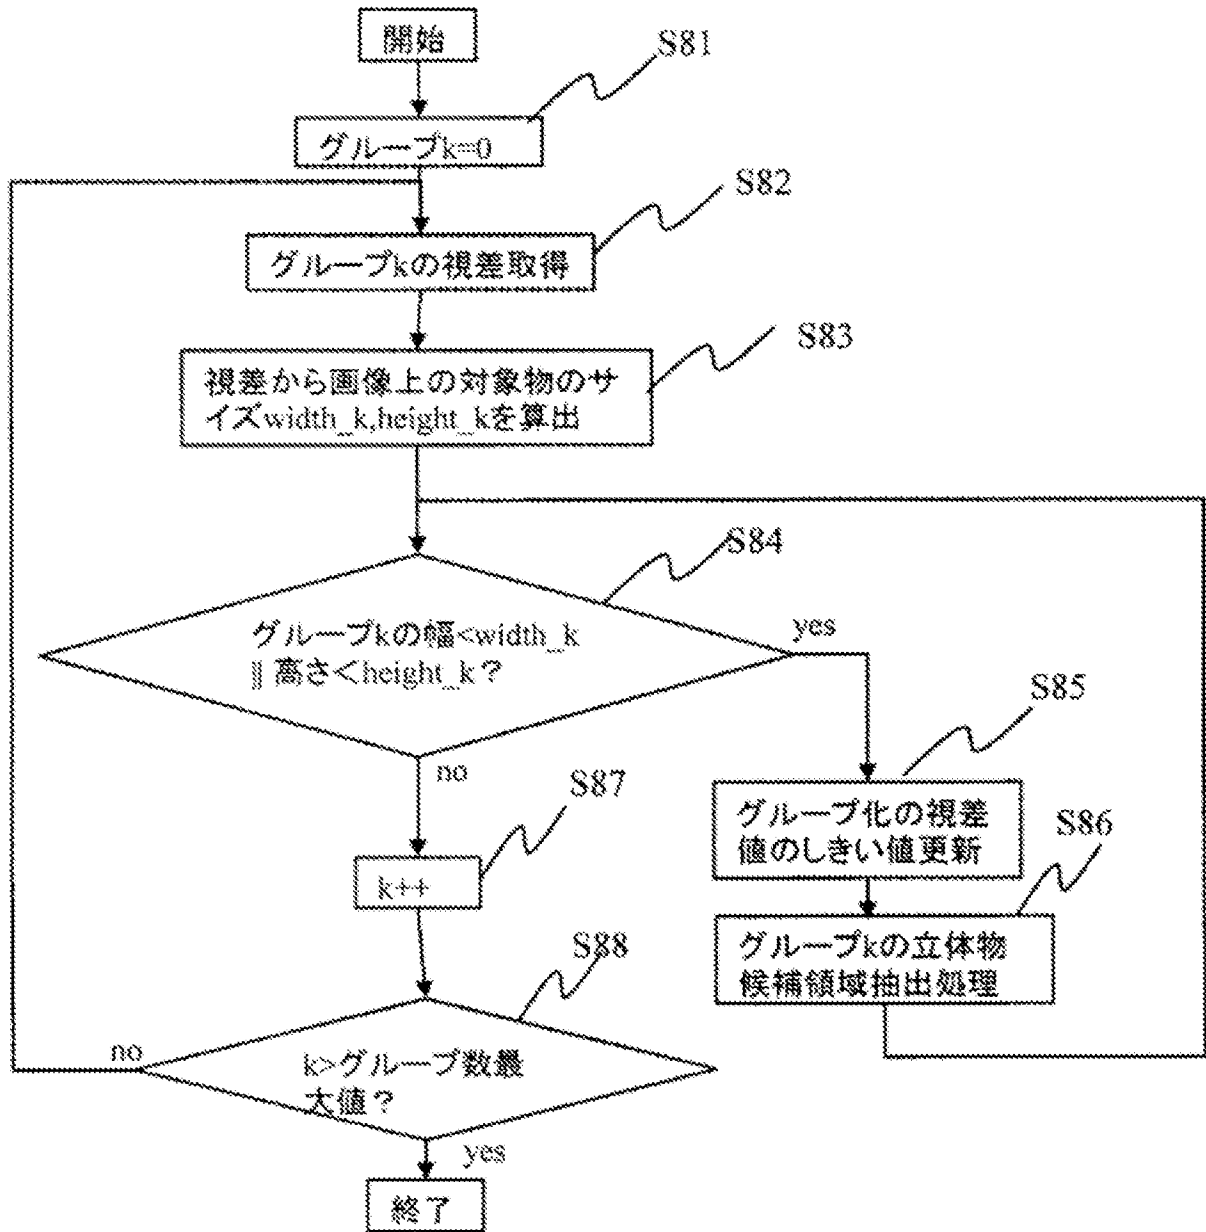 開始
S81
グループk=0
S82
グループkの視差取得
S83
視差から画像上の対象物のサ
イズwidth_k,height_kを算出
S84
グループkの幅<width_k
|| 高さ<height_k?
yes
no
S85
グループ化の視差
値のしきい値更新
S86
グループkの立体物
候補領域抽出処理
S87
k++
S88
k>グループ数最
大値?
no
yes
終了